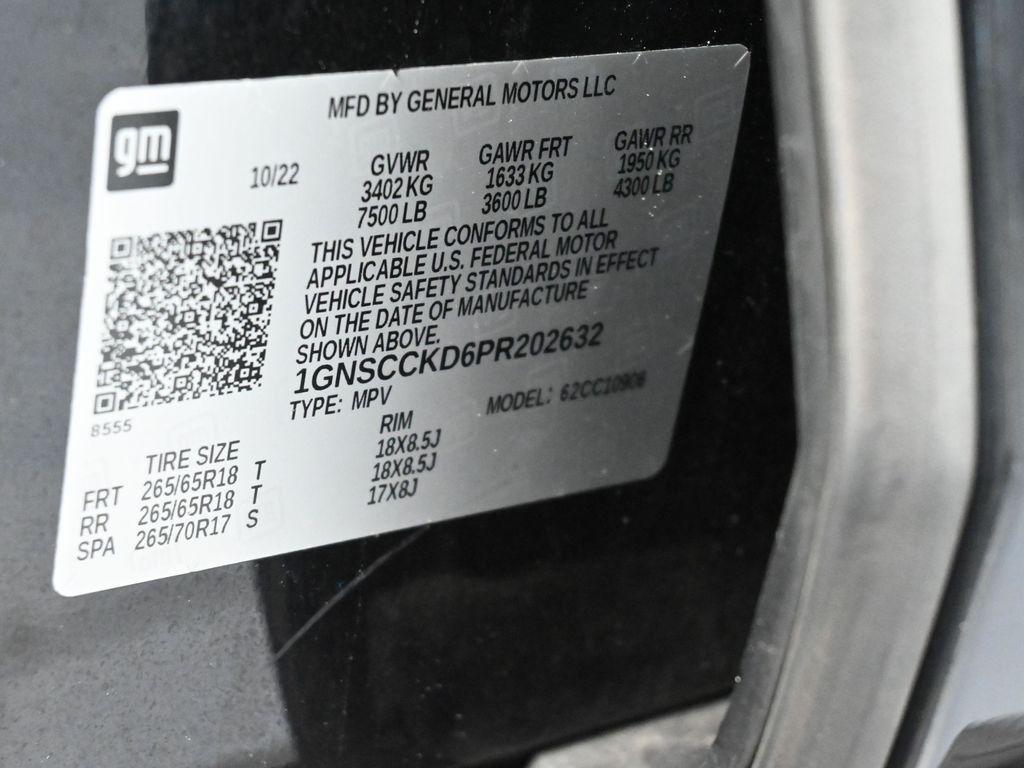 gm
MFD BY GENERAL MOTORS LLC
10/22
GVWR GAWR FRT GAWR RR
3402 KG 1633 KG 1950 KG
7500 LB 3600 LB 4300 LB
THIS VEHICLE CONFORMS TO ALL
APPLICABLE U.S. FEDERAL MOTOR
VEHICLE SAFETY STANDARDS IN EFFECT
ON THE DATE OF MANUFACTURE
SHOWN ABOVE.
1GNSCCKD6PR202632
TYPE: MPV MODEL: 62CC10906
8555
TIRE SIZE RIM
FRT 265/65R18 T 18X8.5J
RR 265/65R18 T 18X8.5J
SPA 265/70R17 S 17X8J